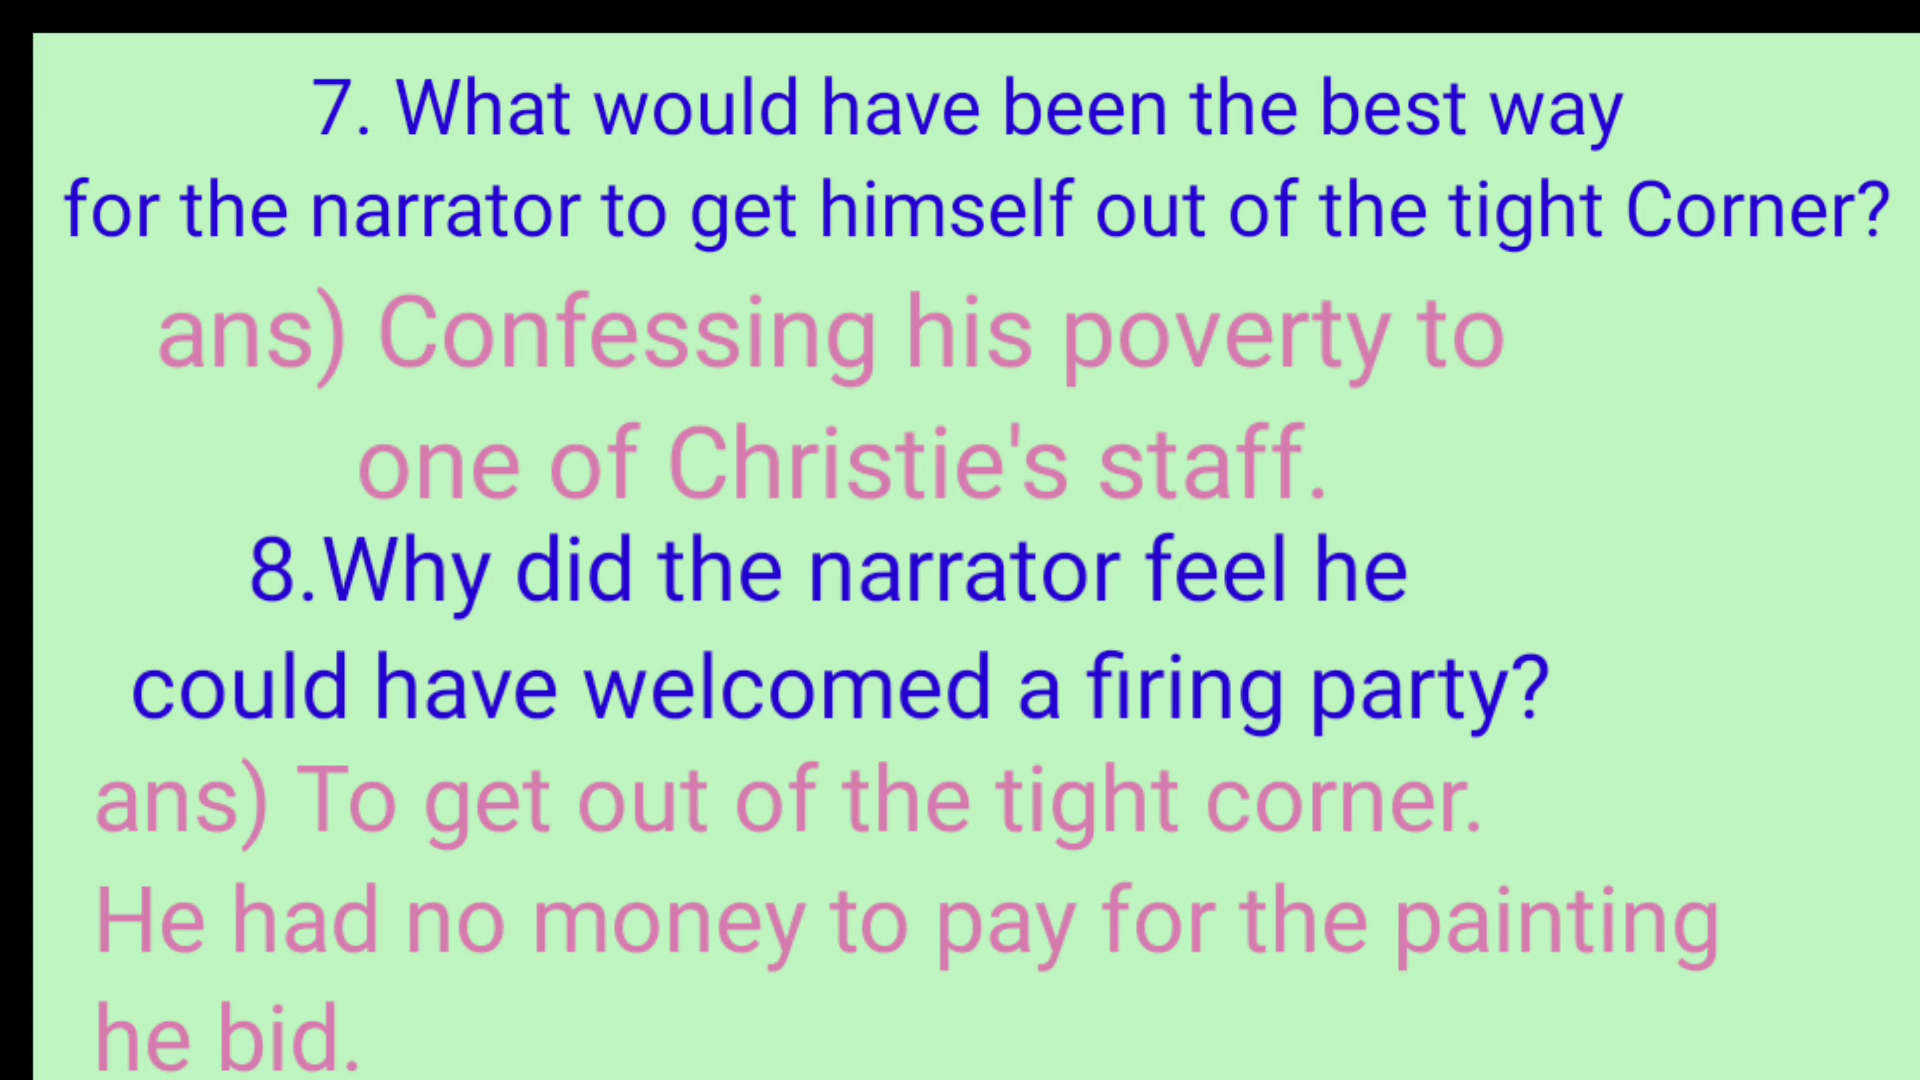 7. What would have been the best way
for the narrator to get himself out of the tight Corner?
ans) Confessing his poverty to
one of Christie's staff.
8.Why did the narrator feel he
could have welcomed a firing party?
ans) To get out of the tight corner.
He had no money to pay for the painting
he bid.